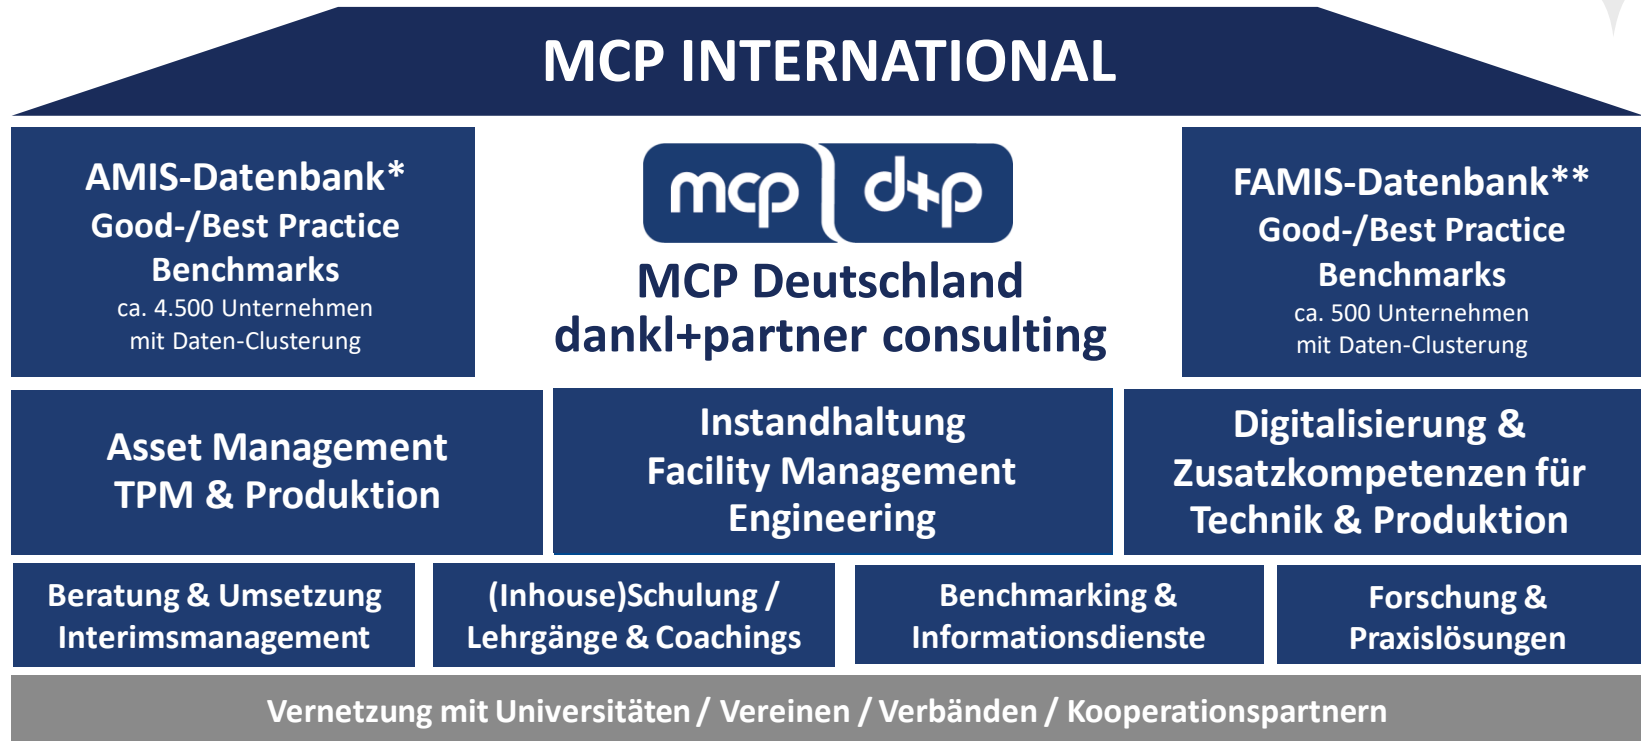 MCP INTERNATIONAL
AMIS-Datenbank*
Good-/Best Practice
Benchmarks
ca. 4.500 Unternehmen
mit Daten-Clusterung
mcp d+p
MCP Deutschland
dankl+partner consulting
FAMIS-Datenbank**
Good-/Best Practice
Benchmarks
ca. 500 Unternehmen
mit Daten-Clusterung
Asset Management
TPM & Produktion
Instandhaltung
Facility Management
Engineering
Digitalisierung &
Zusatzkompetenzen für
Technik & Produktion
Beratung & Umsetzung
Interimsmanagement
(Inhouse)Schulung /
Lehrgänge & Coachings
Benchmarking &
Informationsdienste
Forschung &
Praxislösungen
Vernetzung mit Universitäten / Vereinen / Verbänden / Kooperationspartnern